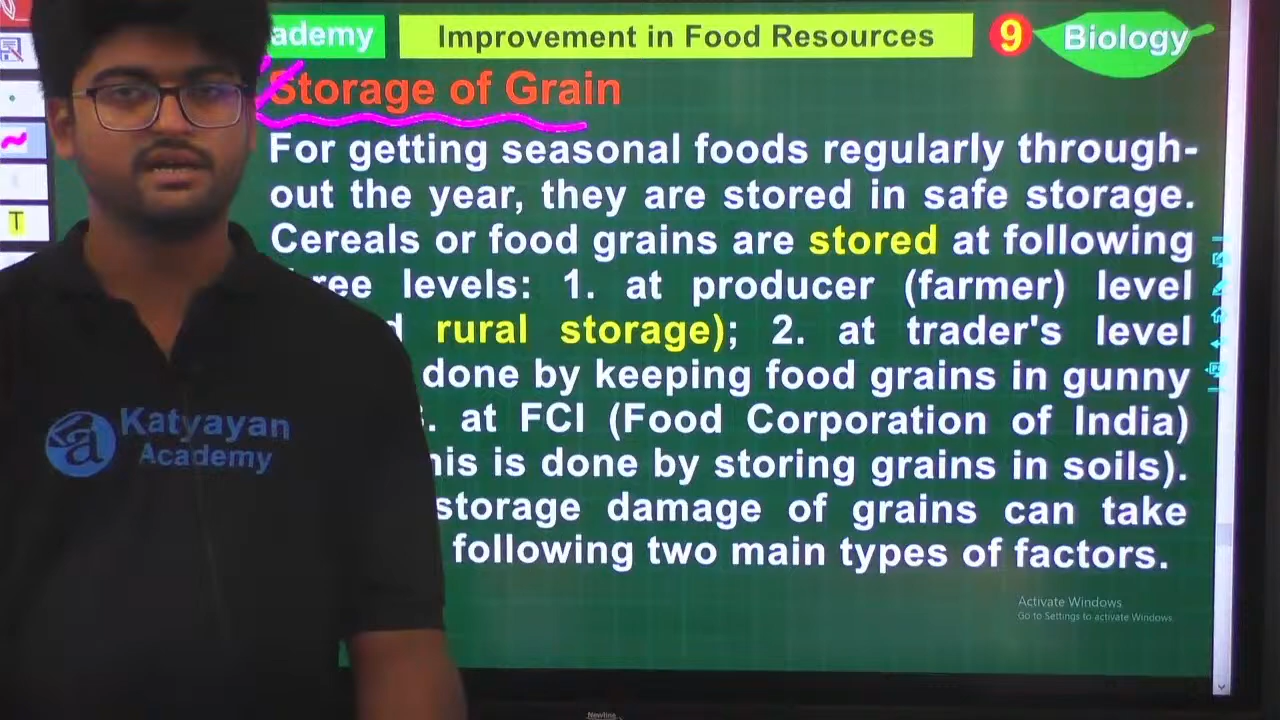 ademy
Improvement in Food Resources
9
Biology
Storage of Grain
For getting seasonal foods regularly through-
out the year, they are stored in safe storage.
Cereals or food grains are stored at following
ree levels: 1. at producer (farmer) level
rural storage); 2. at trader's level
done by keeping food grains in gunny
. at FCI (Food Corporation of India)
his is done by storing grains in soils).
storage damage of grains can take
following two main types of factors.
T
Katyayan
Academy
Activate Windows
Go to Settings to activate Windows.
Newline